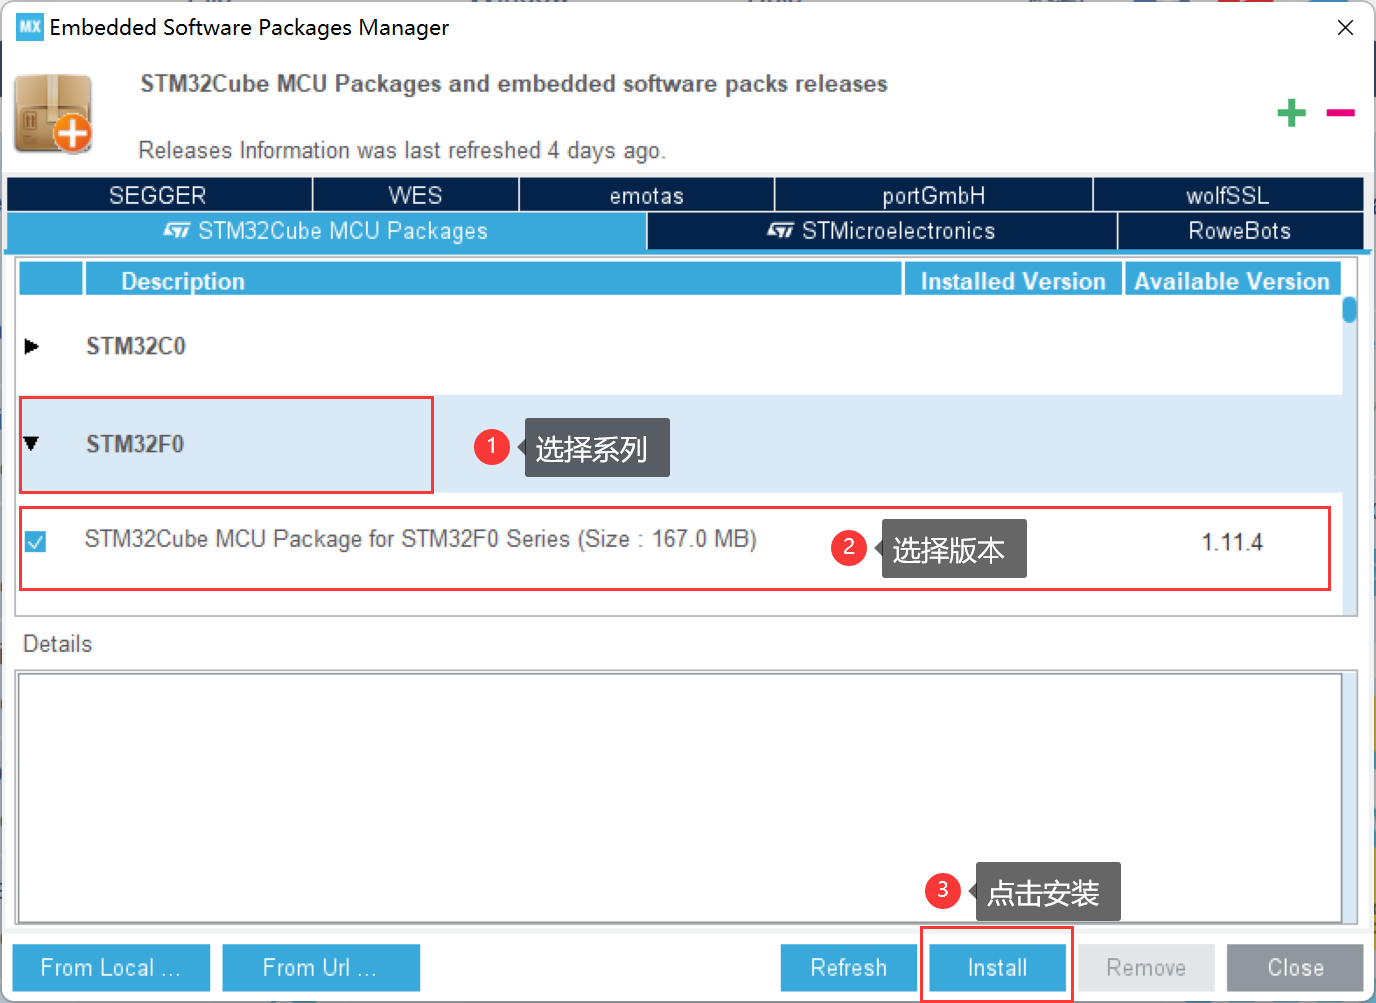 MX Embedded Software Packages Manager
STM32Cube MCU Packages and embedded software packs releases
Releases Information was last refreshed 4 days ago.
SEGGER WES emotas portGmbH wolfSSL
STM32Cube MCU Packages STMicroelectronics RoweBots
Description Installed Version Available Version
STM32C0
STM32F0 1 选择系列
STM32Cube MCU Package for STM32F0 Series (Size : 167.0 MB) 2 选择版本 1.11.4
Details
3 点击安装
From Local ... From Url ... Refresh Install Remove Close